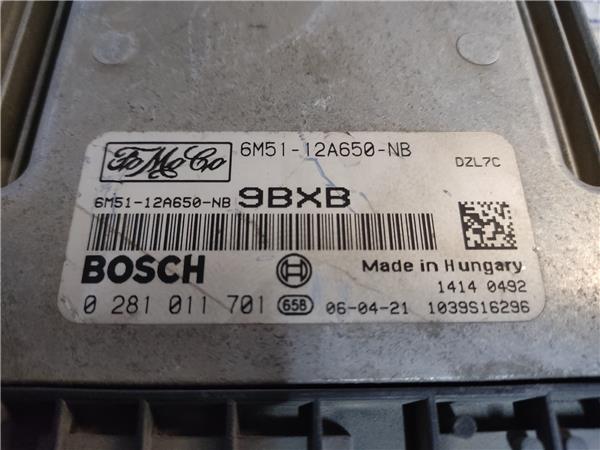 FoMoCo 6M51-12A650-NB
DZL7C
6M51-12A650-NB 9BXB
BOSCH
Made in Hungary
1414 0492
0 281 011 701 65B 06-04-21 1039S16296